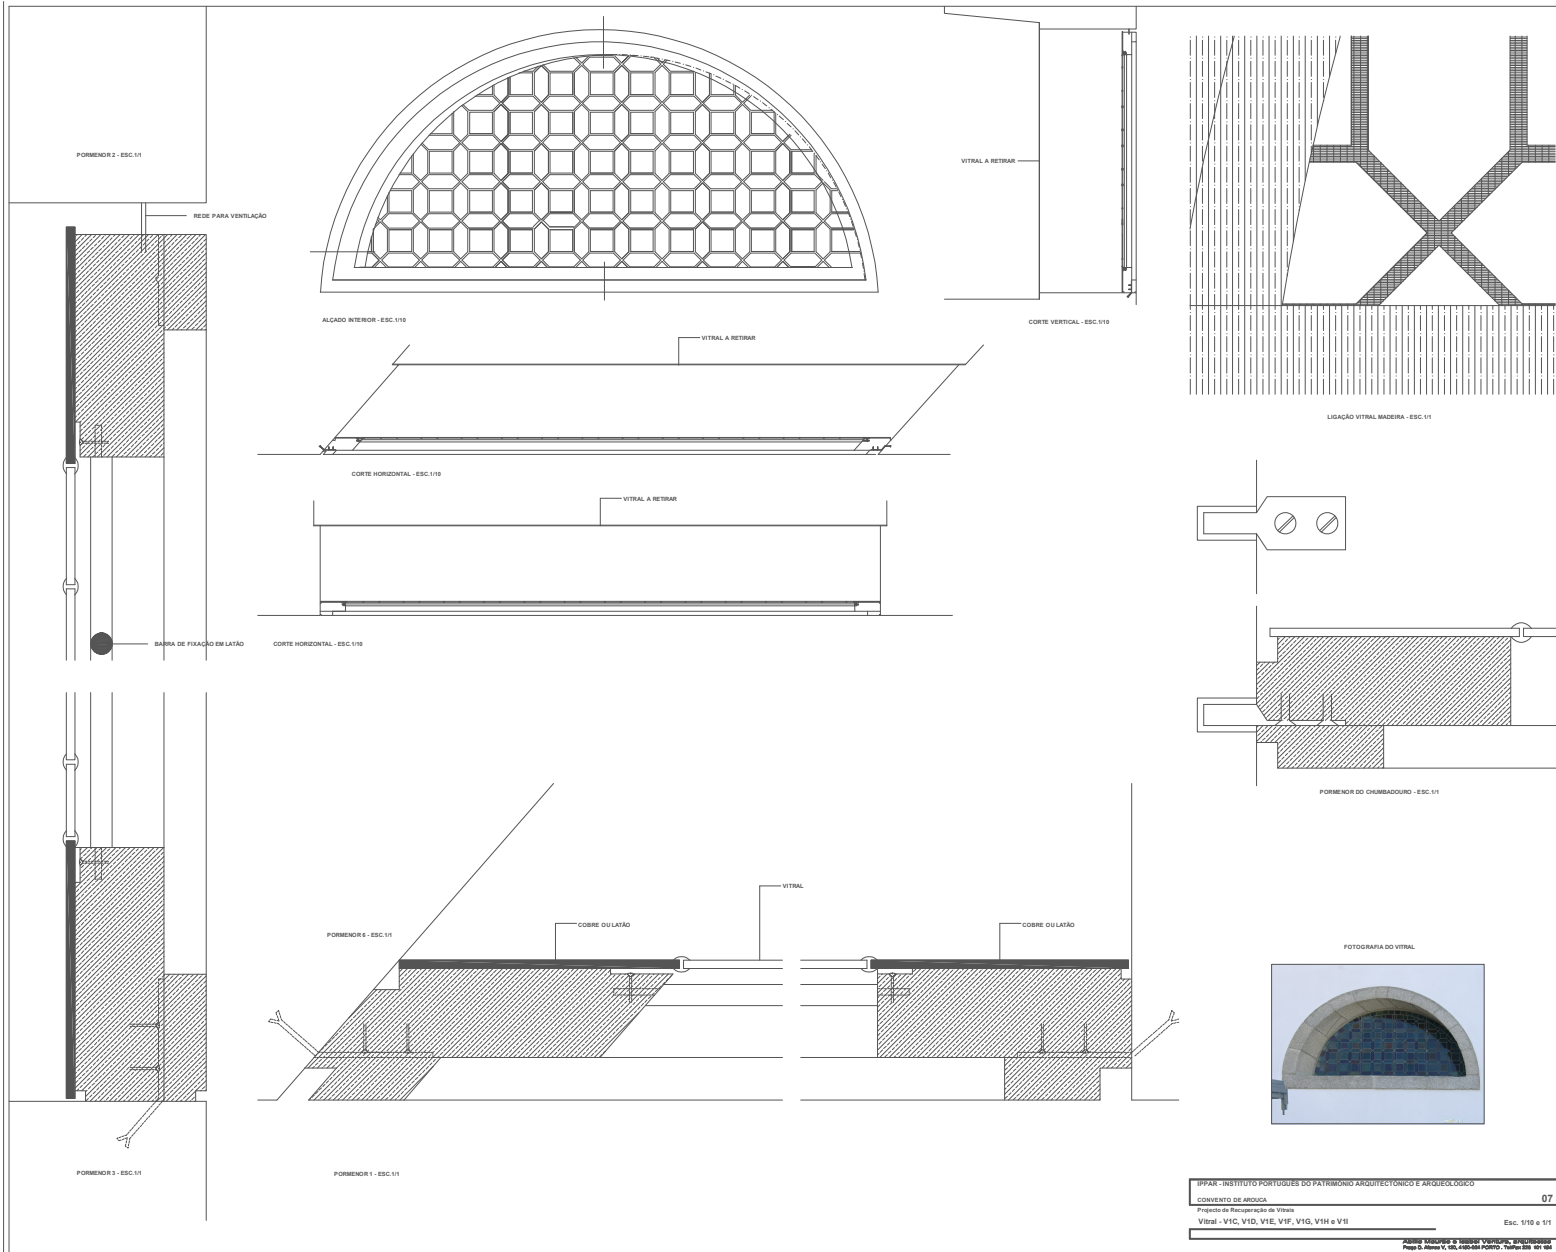 PORMENOR 2 - ESC.1/1
REDE PARA VENTILAÇÃO
ALÇADO INTERIOR - ESC.1/10
VITRAL A RETIRAR
CORTE VERTICAL - ESC.1/10
LIGAÇÃO VITRAL MADEIRA - ESC.1/1
VITRAL A RETIRAR
CORTE HORIZONTAL - ESC.1/10
VITRAL A RETIRAR
BARRA DE FIXAÇÃO EM LATÃO
CORTE HORIZONTAL - ESC.1/10
PORMENOR DO CHUMBADOURO - ESC.1/1
VITRAL
COBRE OU LATÃO
COBRE OU LATÃO
PORMENOR 6 - ESC.1/1
FOTOGRAFIA DO VITRAL
PORMENOR 3 - ESC.1/1
PORMENOR 1 - ESC.1/1
IPPAR - INSTITUTO PORTUGUÊS DO PATRIMÓNIO ARQUITECTÓNICO E ARQUEOLÓGICO
CONVENTO DE AROUCA 07
Projecto de Recuperação de Vitrais
Vitral - V1C, V1D, V1E, V1F, V1G, V1H e V1I Esc. 1/10 e 1/1